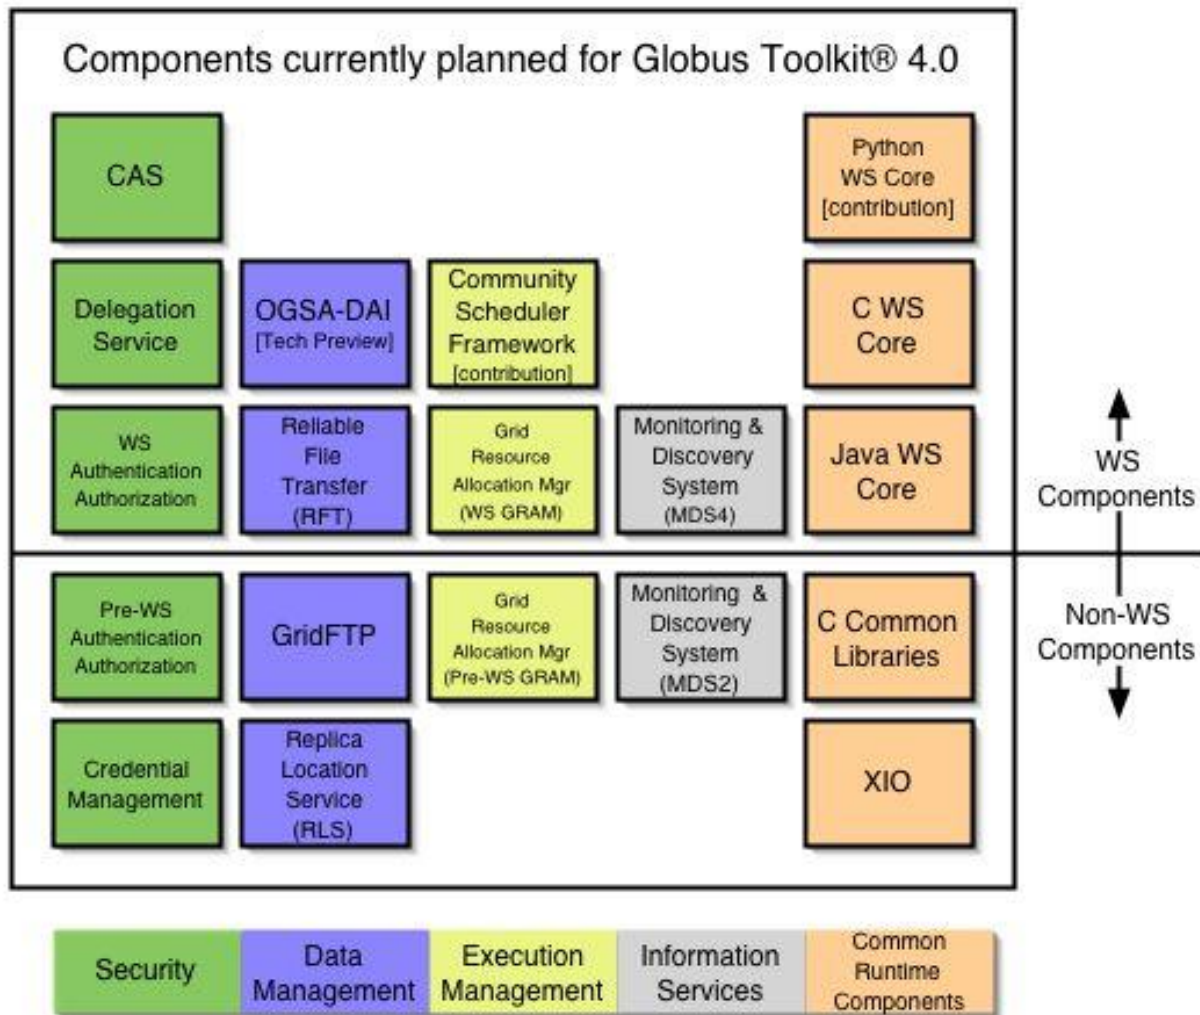 Components currently planned for Globus Toolkit® 4.0
CAS
Python
WS Core
[contribution]
Delegation
Service
OGSA-DAI
[Tech Preview]
Community
Scheduler
Framework
[contribution]
C WS
Core
WS
Authentication
Authorization
Reliable
File
Transfer
(RFT)
Grid
Resource
Allocation Mgr
(WS GRAM)
Monitoring &
Discovery
System
(MDS4)
Java WS
Core
WS
Components
Pre-WS
Authentication
Authorization
GridFTP
Grid
Resource
Allocation Mgr
(Pre-WS GRAM)
Monitoring &
Discovery
System
(MDS2)
C Common
Libraries
Non-WS
Components
Credential
Management
Replica
Location
Service
(RLS)
XIO
Security
Data
Management
Execution
Management
Information
Services
Common
Runtime
Components